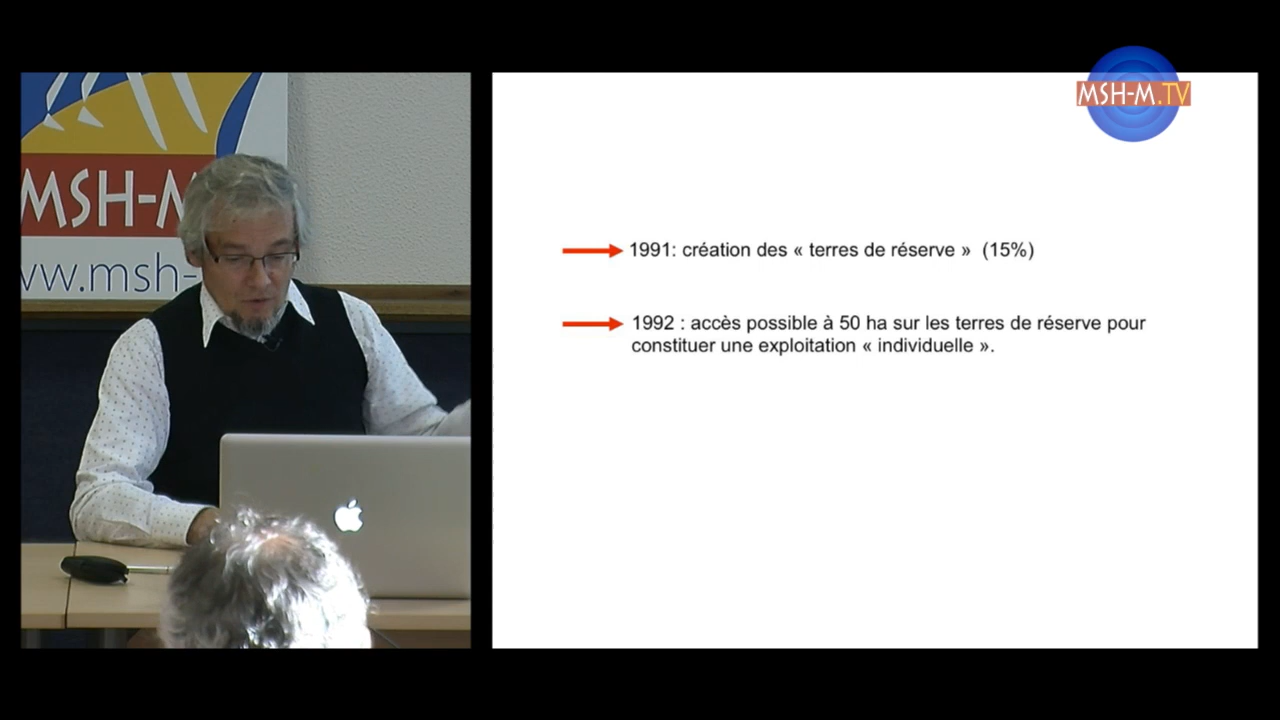 MSH-M
ww.msh-
MSH-M.TV
1991: création des « terres de réserve »  (15%)
1992 : accès possible à 50 ha sur les terres de réserve pour
constituer une exploitation « individuelle ».